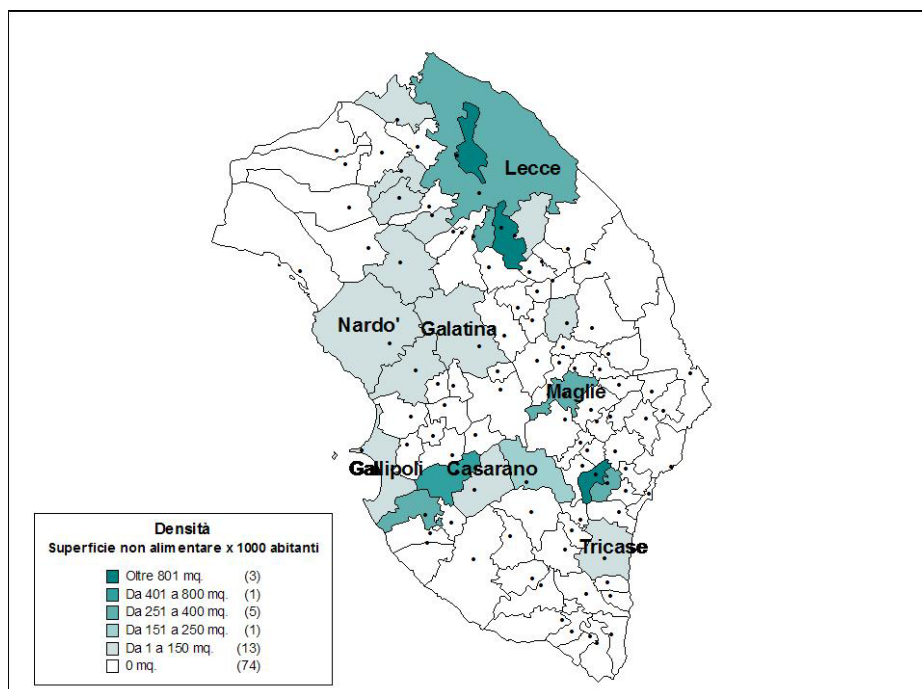 Lecce
Nardo'
Galatina
Maglie
Gallipoli
Casarano
Tricase
Densità
Superficie non alimentare x 1000 abitanti
Oltre 801 mq. (3)
Da 401 a 800 mq. (1)
Da 251 a 400 mq. (5)
Da 151 a 250 mq. (1)
Da 1 a 150 mq. (13)
0 mq. (74)